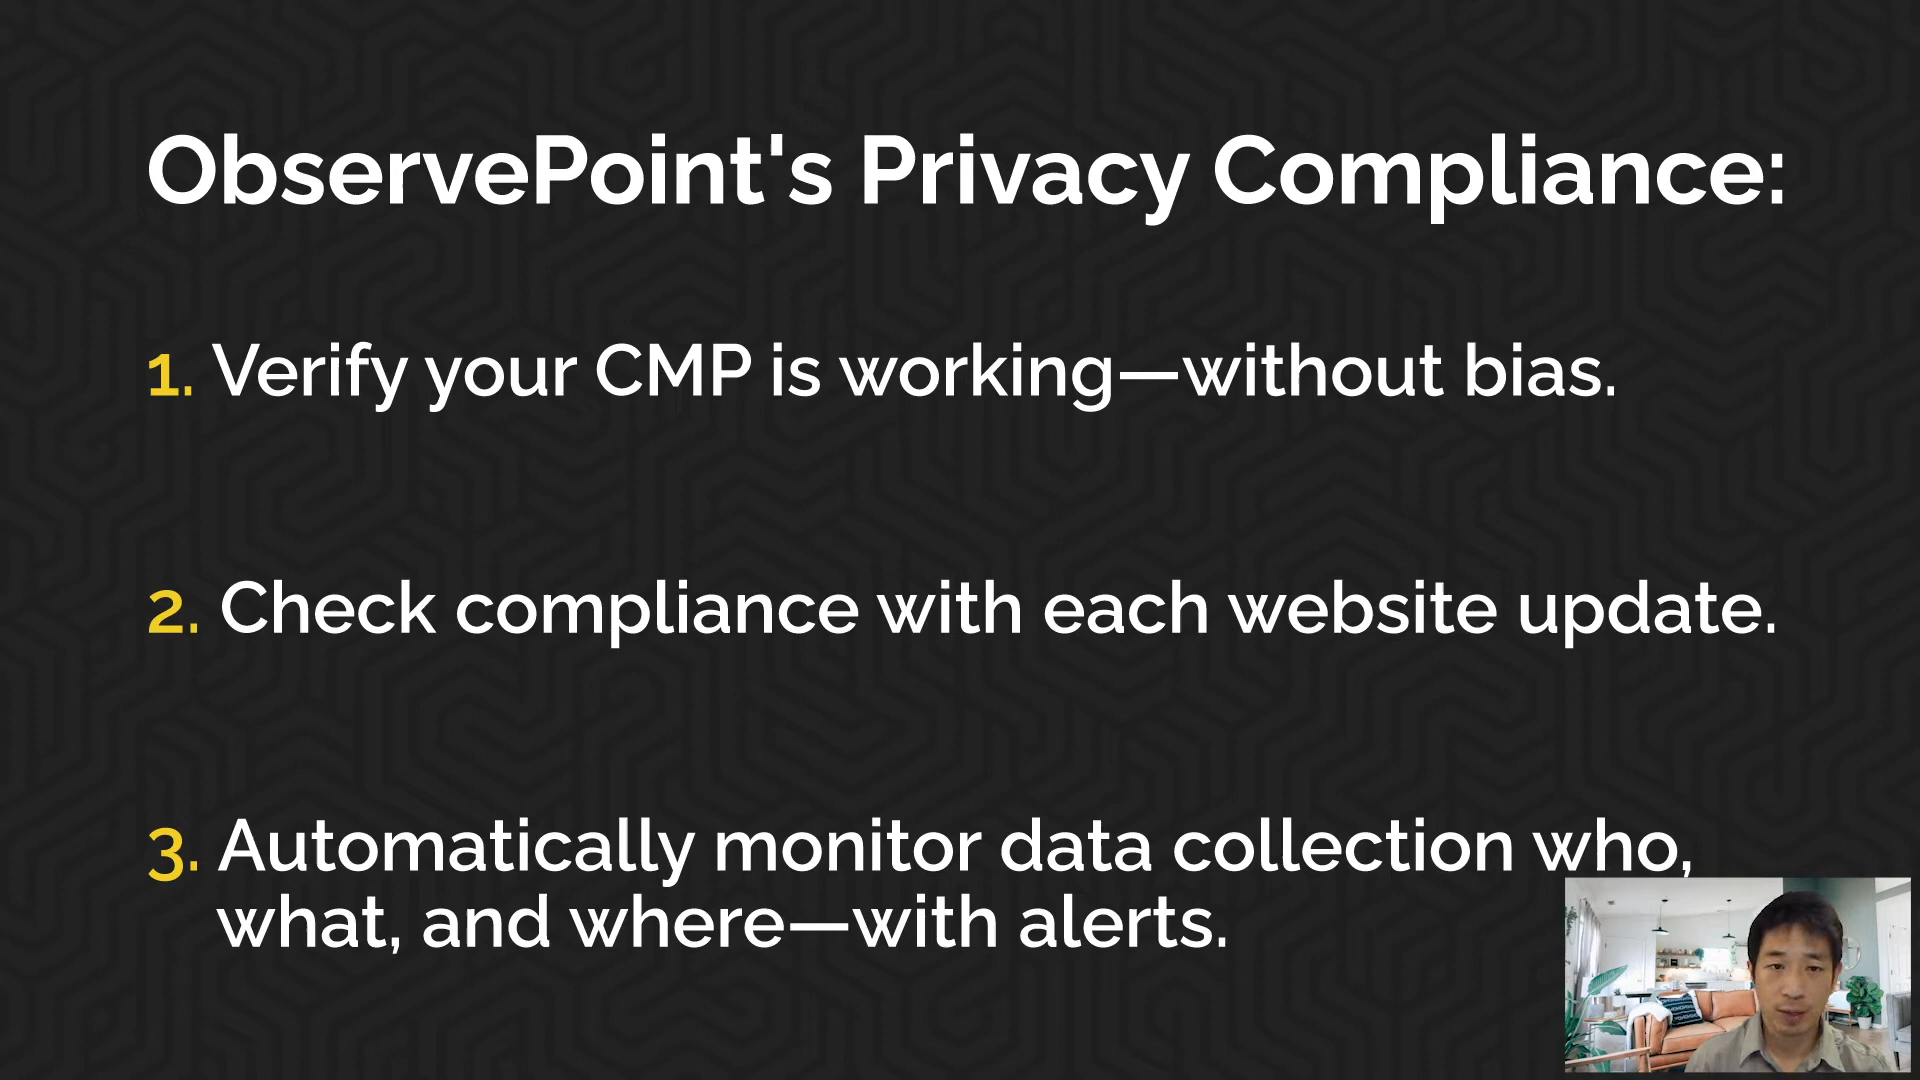 ObservePoint's Privacy Compliance:
1. Verify your CMP is working—without bias.
2. Check compliance with each website update.
3. Automatically monitor data collection who,
what, and where—with alerts.